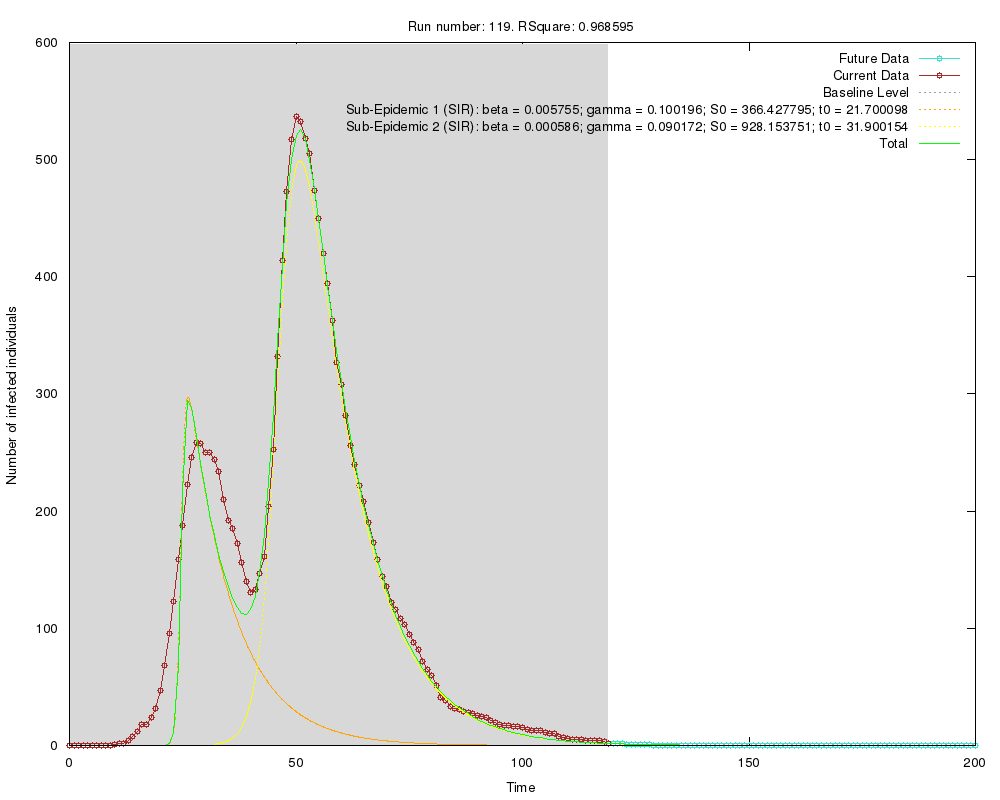 Run number: 119. RSquare: 0.968595
600
500
400
300
200
100
0
Number of infected individuals
Future Data
Current Data
Baseline Level
Sub-Epidemic 1 (SIR): beta = 0.005755; gamma = 0.100196; S0 = 366.427795; t0 = 21.700098
Sub-Epidemic 2 (SIR): beta = 0.000586; gamma = 0.090172; S0 = 928.153751; t0 = 31.900154
Total
0 50 100 150 200
Time